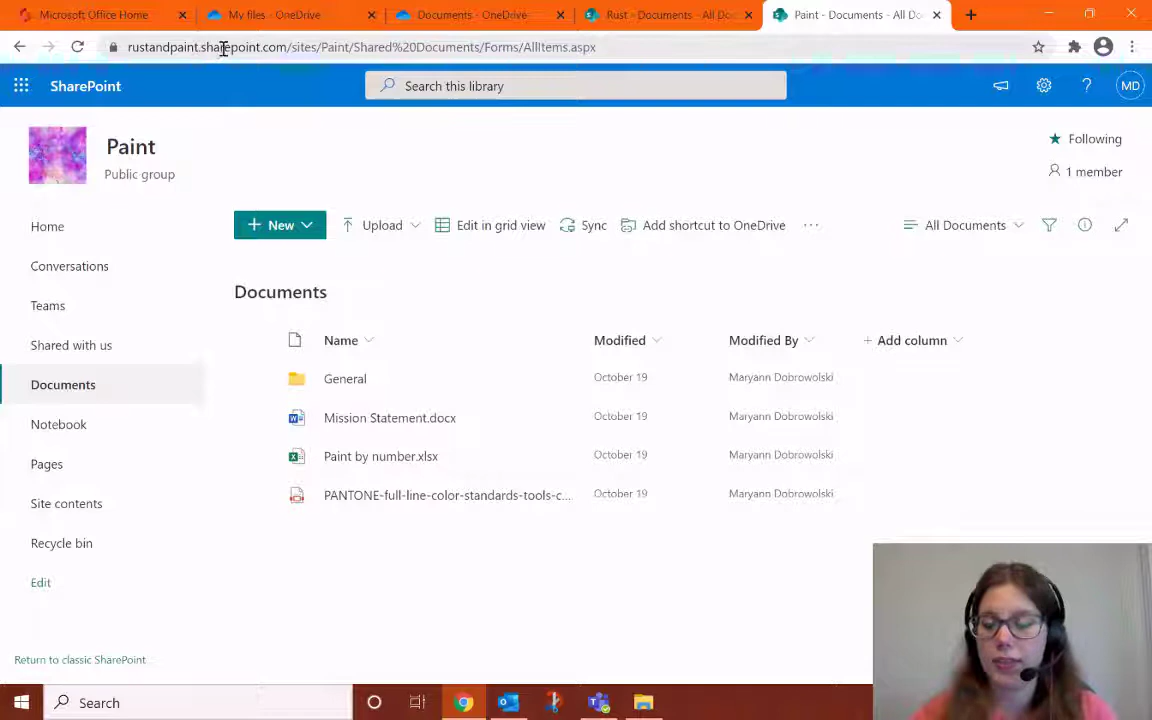 Microsoft Office Home
My files - OneDrive
Documents - OneDrive
Rust - Documents - All Do
Paint - Documents - All Do
rustandpaint.sharepoint.com/sites/Paint/Shared%20Documents/Forms/AllItems.aspx
SharePoint
Search this library
?
MD
Paint
Public group
Following
1 member
Home
Conversations
Teams
Shared with us
Documents
Notebook
Pages
Site contents
Recycle bin
Edit
Return to classic SharePoint
+ New
Upload
Edit in grid view
Sync
Add shortcut to OneDrive
...
All Documents
Documents
Name
Modified
Modified By
+ Add column
General
October 19
Maryann Dobrowolski
Mission Statement.docx
October 19
Maryann Dobrowolski
Paint by number.xlsx
October 19
Maryann Dobrowolski
PANTONE-full-line-color-standards-tools-c...
October 19
Maryann Dobrowolski
Search